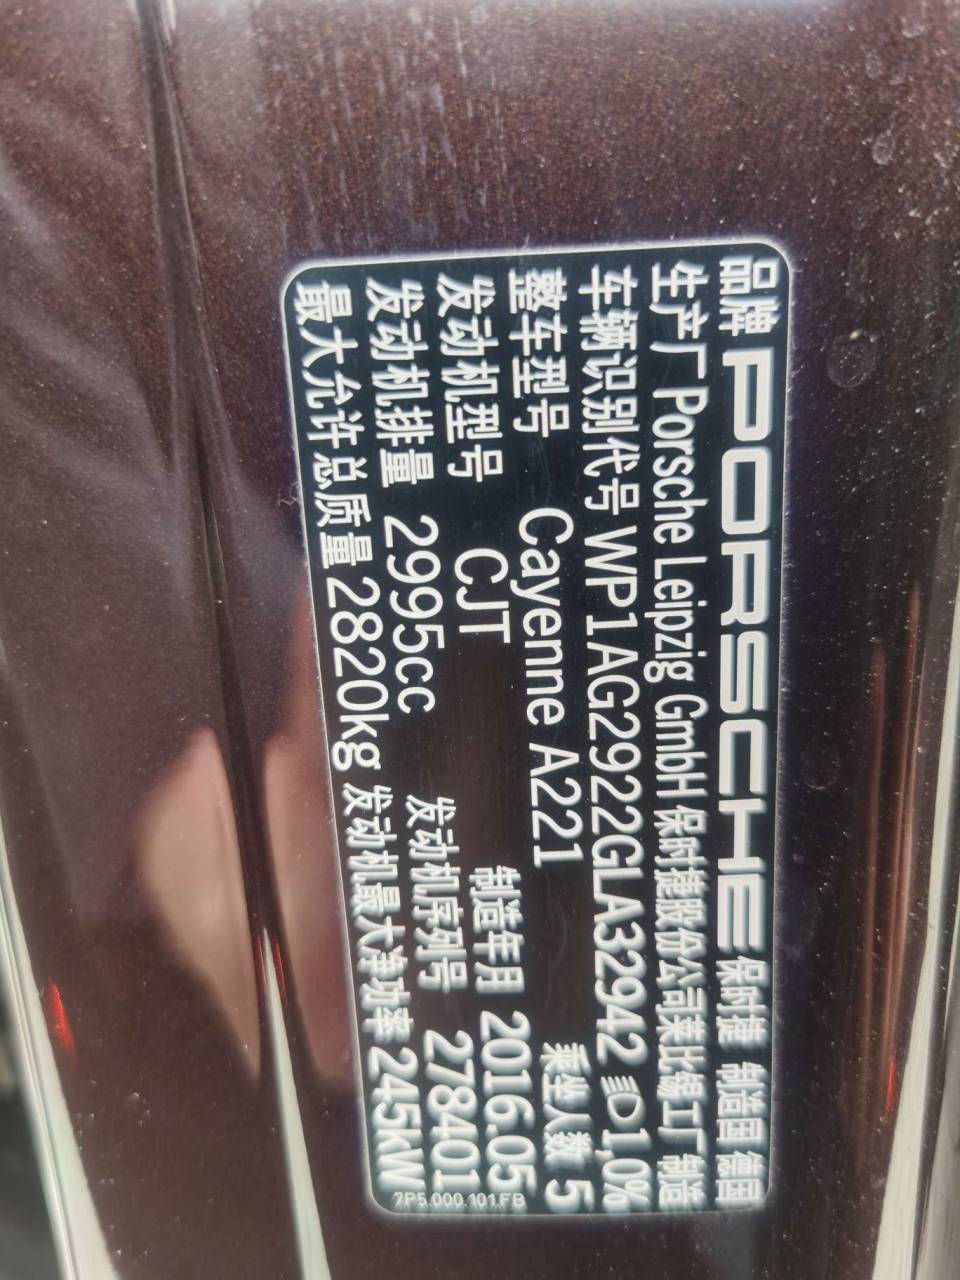 品牌 PORSCHE 保时捷 制造国 德国
生产厂 Porsche Leipzig GmbH 保时捷股份公司莱比锡工厂制造
车辆识别代号 WP1AG2922GLA32942 1,0%
整车型号 Cayenne A221 乘坐人数 5
发动机型号 CJT 制造年月 2016.05
发动机排量 2995cc 发动机序列号 278401
最大允许总质量 2820kg 发动机最大净功率 245kW
7P5.000.101.FB